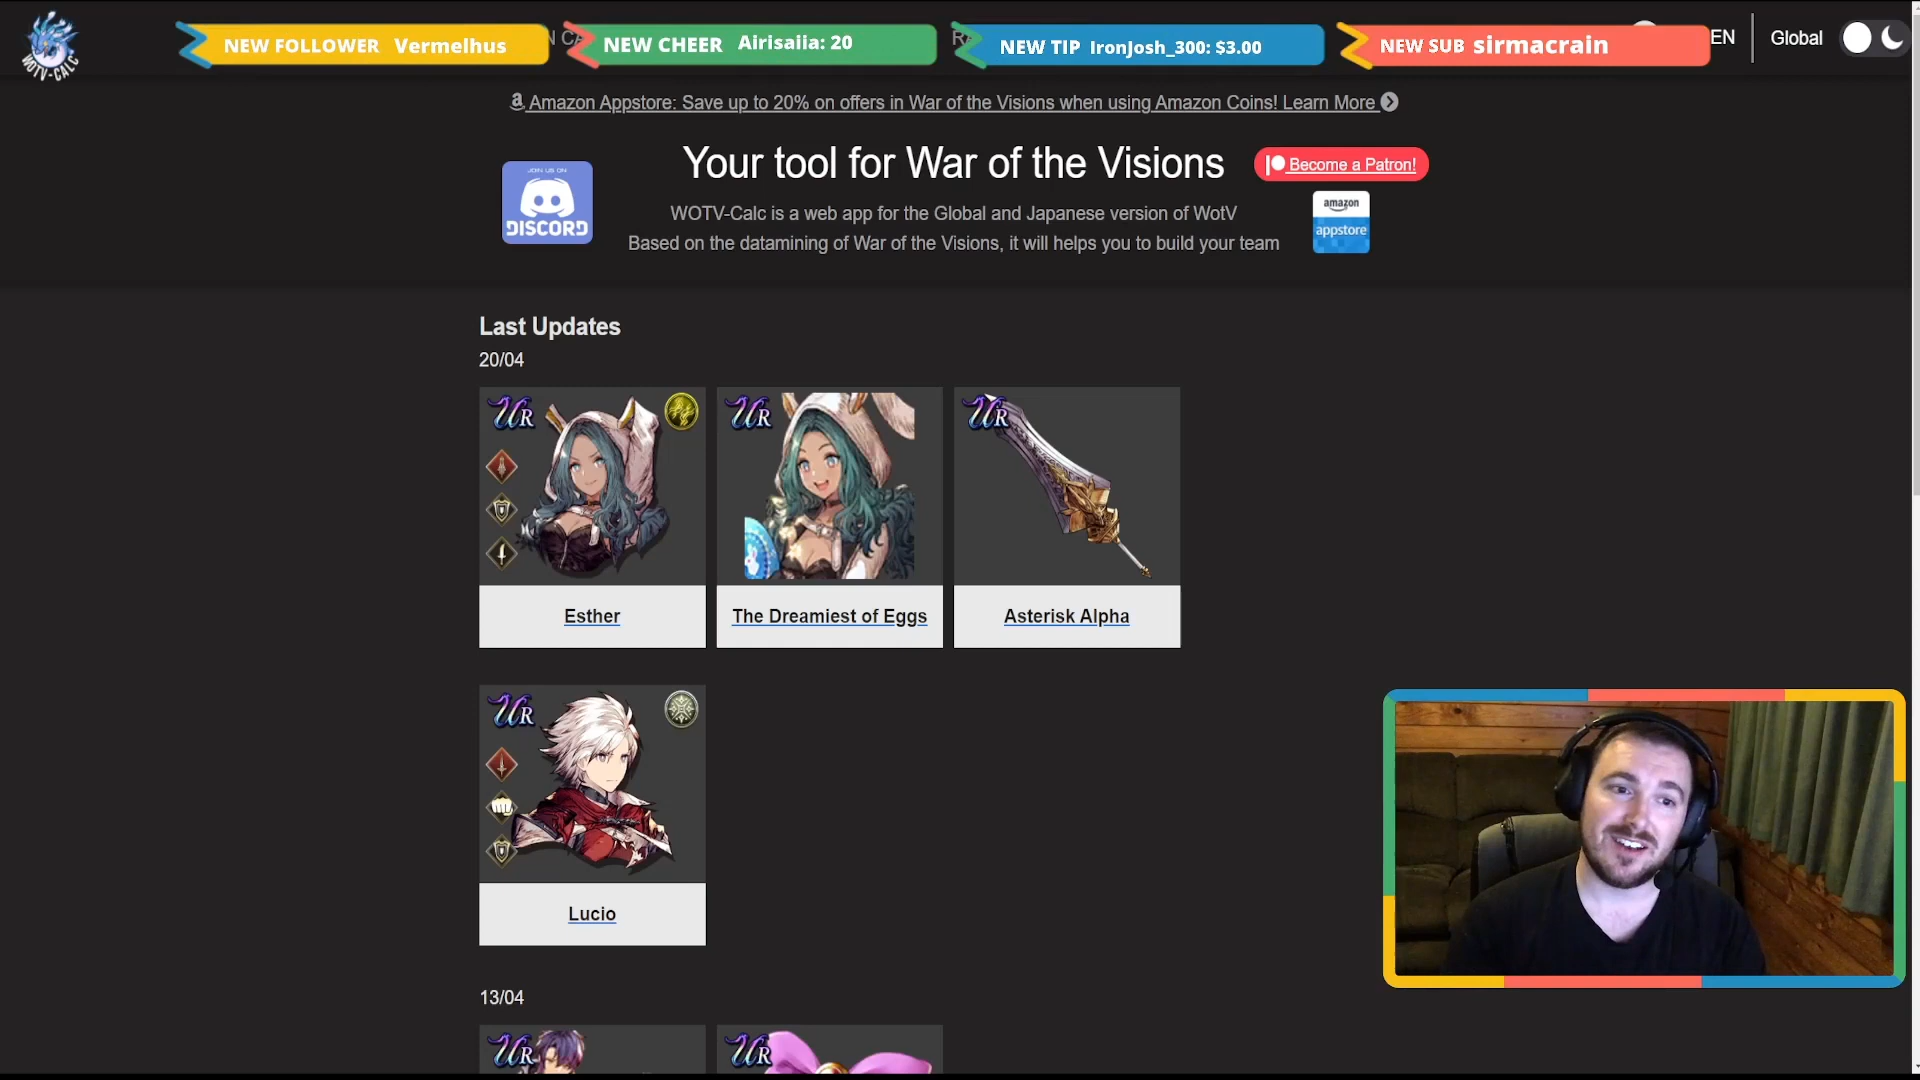 WOTV-CALC
NEW FOLLOWER Vermelhus
NEW CHEER Airisaiia: 20
NEW TIP IronJosh_300: $3.00
NEW SUB sirmacrain
EN
Global
a Amazon Appstore: Save up to 20% on offers in War of the Visions when using Amazon Coins! Learn More
JOIN US ON
DISCORD
Your tool for War of the Visions
Become a Patron!
WOTV-Calc is a web app for the Global and Japanese version of WotV
Based on the datamining of War of the Visions, it will helps you to build your team
amazon
appstore
Last Updates
20/04
UR
UR
UR
Esther
The Dreamiest of Eggs
Asterisk Alpha
UR
Lucio
13/04
UR
UR